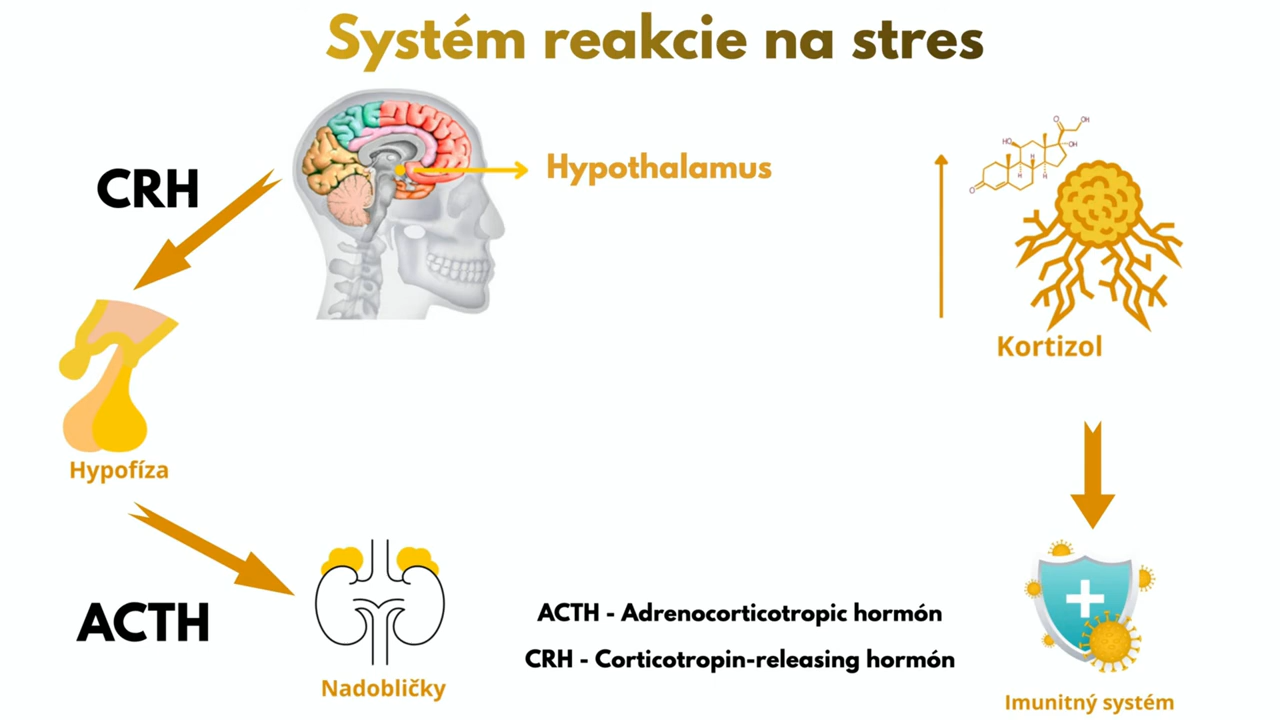 Systém reakcie na stres
CRH
Hypothalamus
Kortizol
Hypofíza
ACTH
Nadobličky
ACTH - Adrenocorticotropic hormón
CRH - Corticotropin-releasing hormón
Imunitný systém